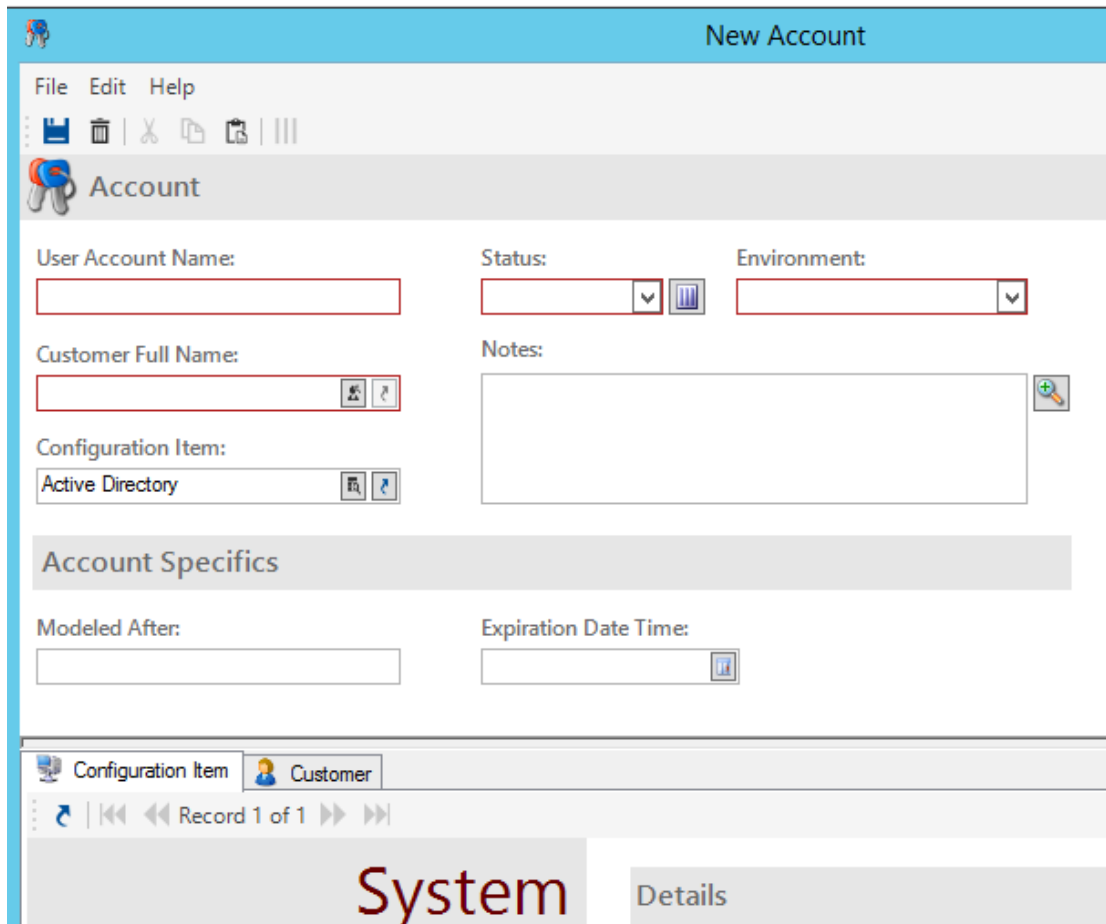 New Account
File Edit Help
Account
User Account Name:
Status:
Environment:
Customer Full Name:
Notes:
Configuration Item:
Active Directory
Account Specifics
Modeled After:
Expiration Date Time:
Configuration Item
Customer
Record 1 of 1
System
Details